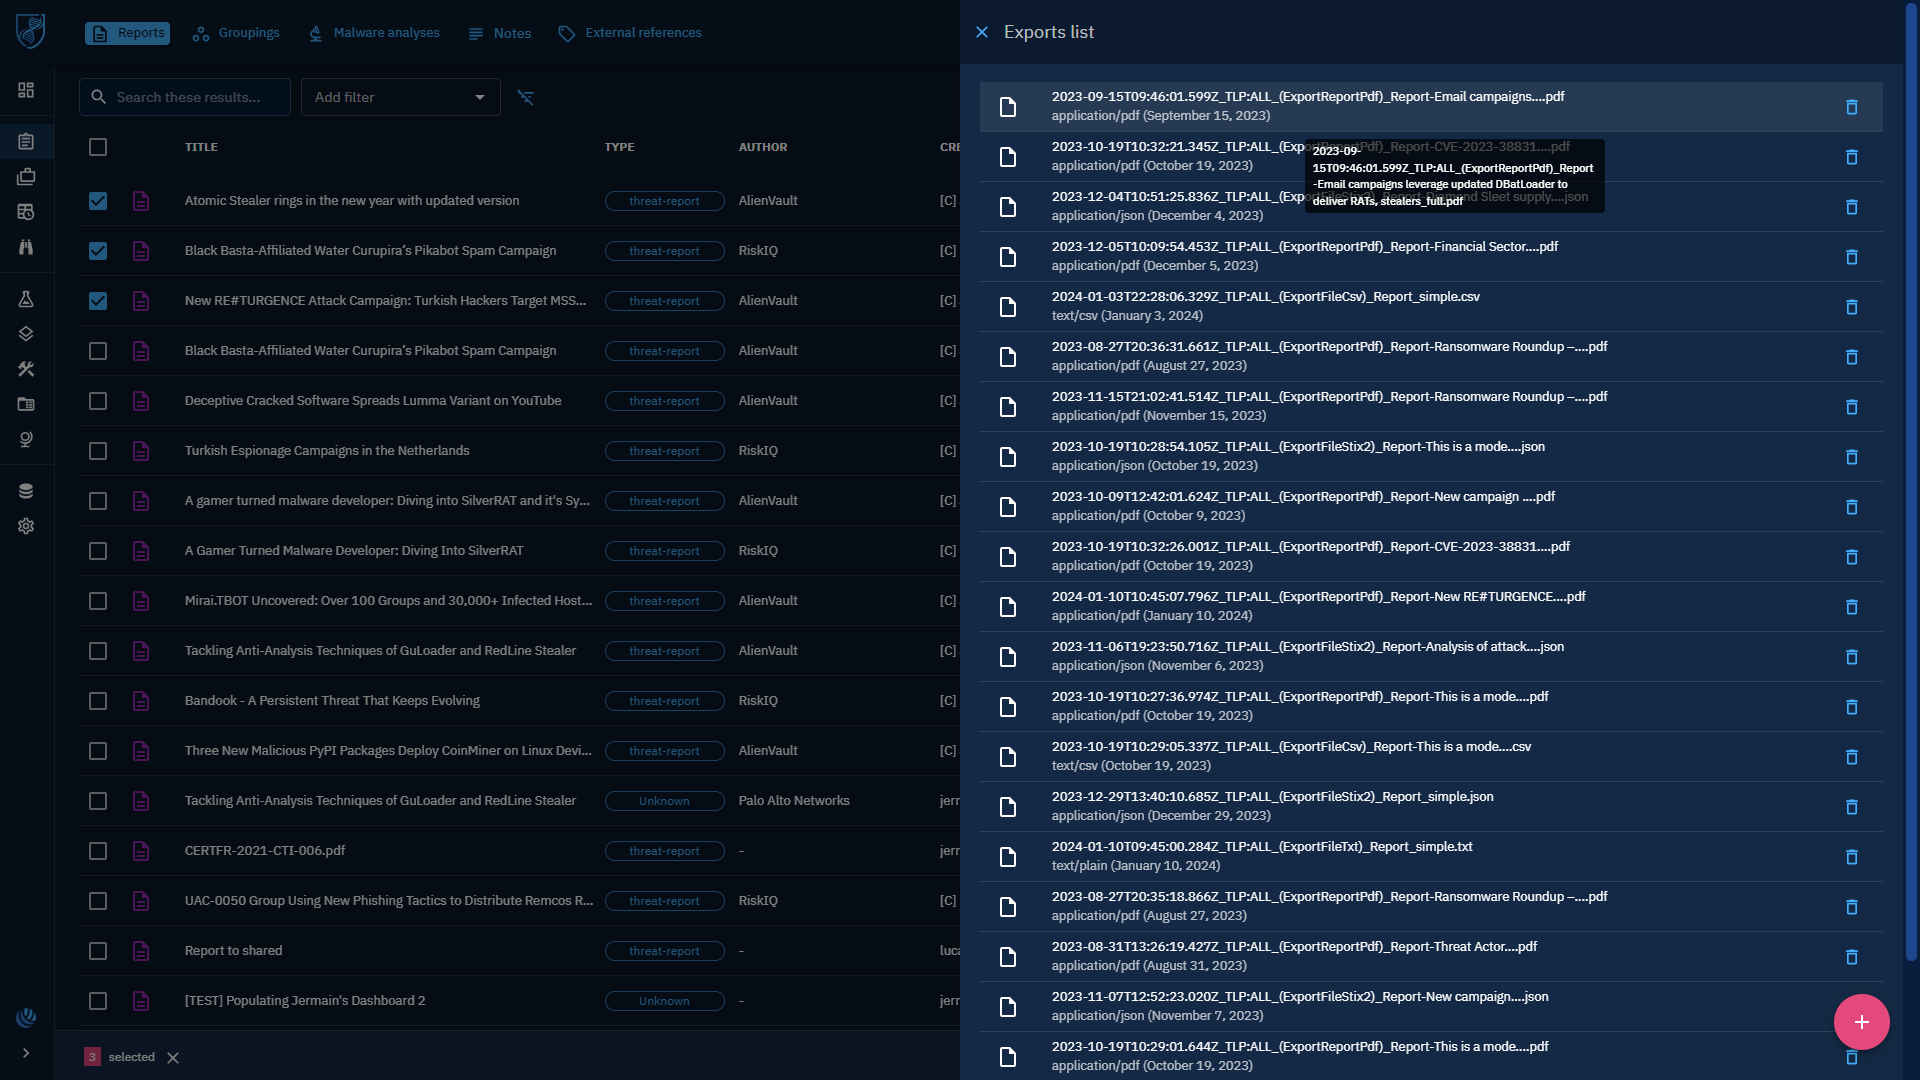 Reports
Groupings
Malware analyses
Notes
External references
Search these results...
Add filter
TITLE TYPE AUTHOR CRE
Atomic Stealer rings in the new year with updated version threat-report AlienVault [C]
Black Basta-Affiliated Water Curupira’s Pikabot Spam Campaign threat-report RiskIQ [C]
New RE#TURGENCE Attack Campaign: Turkish Hackers Target MSS... threat-report AlienVault [C]
Black Basta-Affiliated Water Curupira’s Pikabot Spam Campaign threat-report AlienVault [C]
Deceptive Cracked Software Spreads Lumma Variant on YouTube threat-report AlienVault [C]
Turkish Espionage Campaigns in the Netherlands threat-report RiskIQ [C]
A gamer turned malware developer: Diving into SilverRAT and it's Sy... threat-report AlienVault [C]
A Gamer Turned Malware Developer: Diving Into SilverRAT threat-report RiskIQ [C]
Mirai.TBOT Uncovered: Over 100 Groups and 30,000+ Infected Host... threat-report AlienVault [C]
Tackling Anti-Analysis Techniques of GuLoader and RedLine Stealer threat-report AlienVault [C]
Bandook - A Persistent Threat That Keeps Evolving threat-report RiskIQ [C]
Three New Malicious PyPI Packages Deploy CoinMiner on Linux Devi... threat-report AlienVault [C]
Tackling Anti-Analysis Techniques of GuLoader and RedLine Stealer Unknown Palo Alto Networks jerr
CERTFR-2021-CTI-006.pdf threat-report - jerr
UAC-0050 Group Using New Phishing Tactics to Distribute Remcos R... threat-report RiskIQ [C]
Report to shared threat-report - luca
[TEST] Populating Jermain's Dashboard 2 Unknown - jerr
3 selected
Exports list
2023-09-15T09:46:01.599Z_TLP:ALL_(ExportReportPdf)_Report-Email campaigns....pdf
application/pdf (September 15, 2023)
2023-10-19T10:32:21.345Z_TLP:ALL_(ExportReportPdf)_Report-CVE-2023-38831....pdf
application/pdf (October 19, 2023)
2023-09-
15T09:46:01.599Z_TLP:ALL_(ExportReportPdf)_Report
-Email campaigns leverage updated DBatLoader to
deliver RATs, stealers_full.pdf
2023-12-04T10:51:25.836Z_TLP:ALL_(ExportFileStix2)_Report-Diamond Sleet supply....json
application/json (December 4, 2023)
2023-12-05T10:09:54.453Z_TLP:ALL_(ExportReportPdf)_Report-Financial Sector....pdf
application/pdf (December 5, 2023)
2024-01-03T22:28:06.329Z_TLP:ALL_(ExportFileCsv)_Report_simple.csv
text/csv (January 3, 2024)
2023-08-27T20:36:31.661Z_TLP:ALL_(ExportReportPdf)_Report-Ransomware Roundup –....pdf
application/pdf (August 27, 2023)
2023-11-15T21:02:41.514Z_TLP:ALL_(ExportReportPdf)_Report-Ransomware Roundup –....pdf
application/pdf (November 15, 2023)
2023-10-19T10:28:54.105Z_TLP:ALL_(ExportFileStix2)_Report-This is a mode....json
application/json (October 19, 2023)
2023-10-09T12:42:01.624Z_TLP:ALL_(ExportReportPdf)_Report-New campaign ....pdf
application/pdf (October 9, 2023)
2023-10-19T10:32:26.001Z_TLP:ALL_(ExportReportPdf)_Report-CVE-2023-38831....pdf
application/pdf (October 19, 2023)
2024-01-10T10:45:07.796Z_TLP:ALL_(ExportReportPdf)_Report-New RE#TURGENCE....pdf
application/pdf (January 10, 2024)
2023-11-06T19:23:50.716Z_TLP:ALL_(ExportFileStix2)_Report-Analysis of attack....json
application/json (November 6, 2023)
2023-10-19T10:27:36.974Z_TLP:ALL_(ExportReportPdf)_Report-This is a mode....pdf
application/pdf (October 19, 2023)
2023-10-19T10:29:05.337Z_TLP:ALL_(ExportFileCsv)_Report-This is a mode....csv
text/csv (October 19, 2023)
2023-12-29T13:40:10.685Z_TLP:ALL_(ExportFileStix2)_Report_simple.json
application/json (December 29, 2023)
2024-01-10T09:45:00.284Z_TLP:ALL_(ExportFileTxt)_Report_simple.txt
text/plain (January 10, 2024)
2023-08-27T20:35:18.866Z_TLP:ALL_(ExportReportPdf)_Report-Ransomware Roundup –....pdf
application/pdf (August 27, 2023)
2023-08-31T13:26:19.427Z_TLP:ALL_(ExportReportPdf)_Report-Threat Actor....pdf
application/pdf (August 31, 2023)
2023-11-07T12:52:23.020Z_TLP:ALL_(ExportFileStix2)_Report-New campaign....json
application/json (November 7, 2023)
2023-10-19T10:29:01.644Z_TLP:ALL_(ExportReportPdf)_Report-This is a mode....pdf
application/pdf (October 19, 2023)